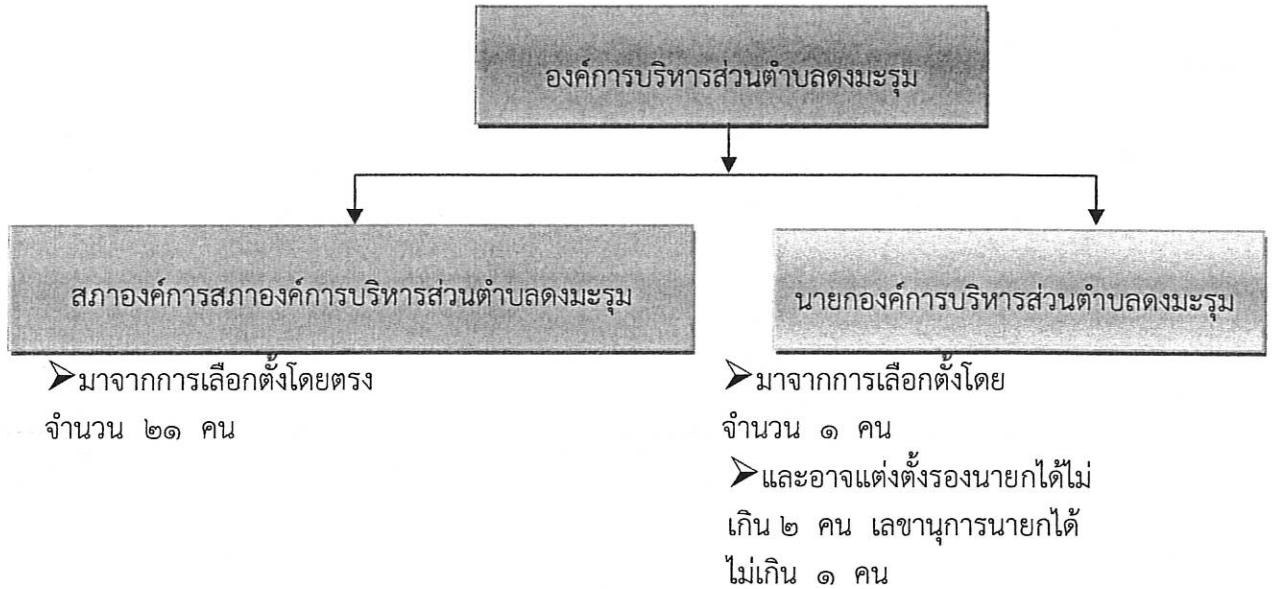 องค์การบริหารส่วนตำบลดงมะรุม
สภาองค์การสภาองค์การบริหารส่วนตำบลดงมะรุม
นายกองค์การบริหารส่วนตำบลดงมะรุม
➢มาจากการเลือกตั้งโดยตรง
จำนวน ๒๑ คน
➢มาจากการเลือกตั้งโดย
จำนวน ๑ คน
➢และอาจแต่งตั้งรองนายกได้ไม่
เกิน ๒ คน เลขานุการนายกได้
ไม่เกิน ๑ คน